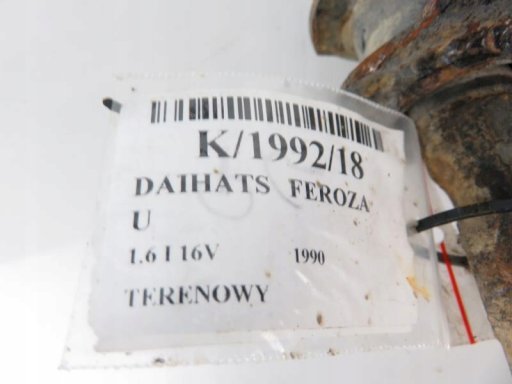 K/1992/18
DAIHATS FEROZA
U
1.6 I 16V 1990
TERENOWY